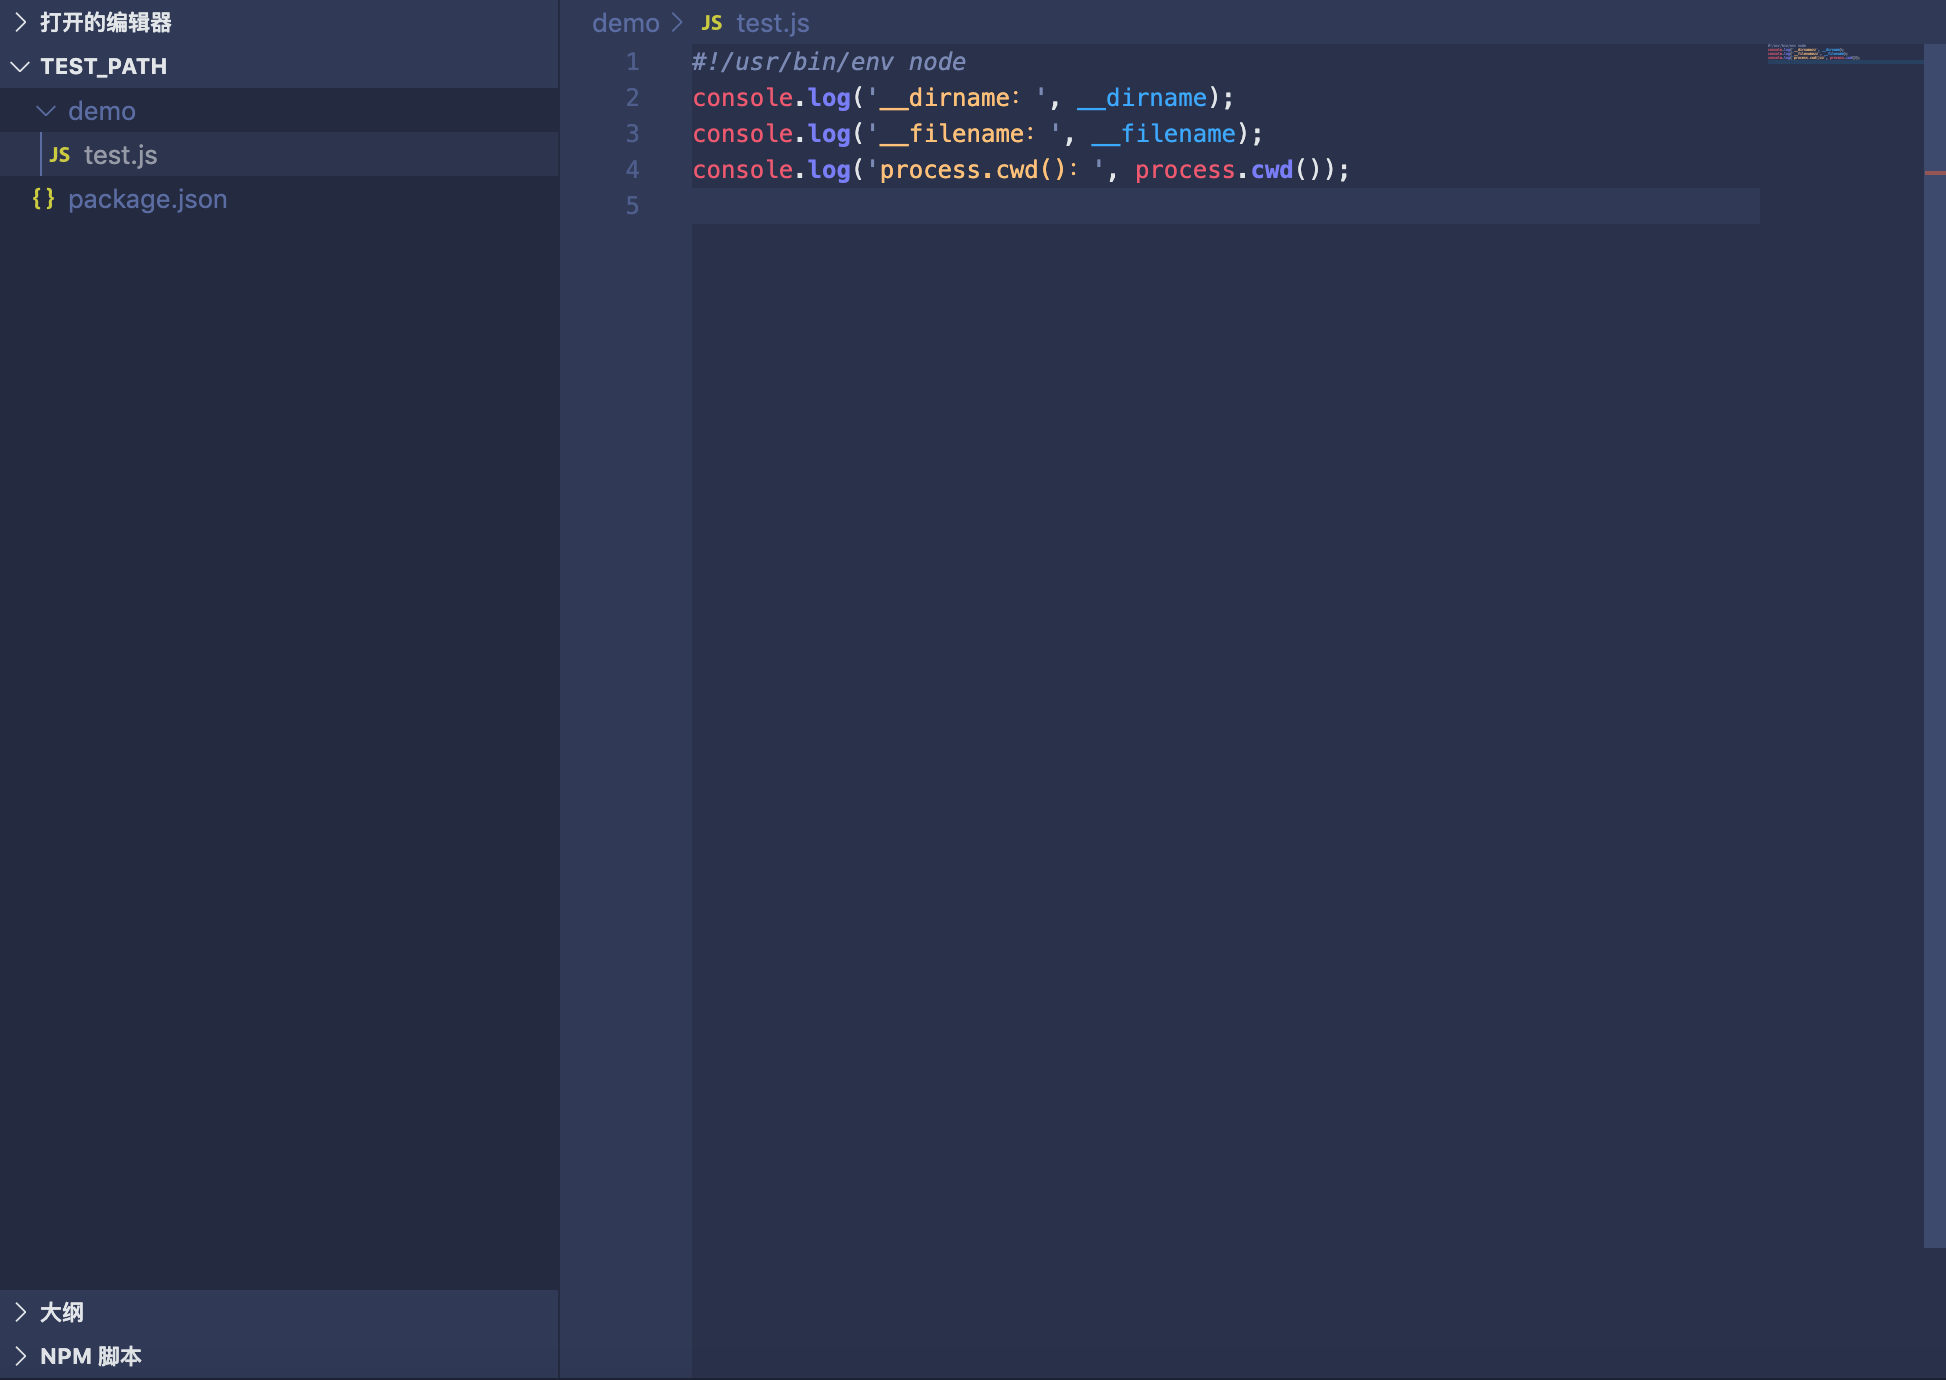 打开的编辑器
TEST_PATH
demo
JS test.js
{} package.json
大纲
NPM 脚本
demo > JS test.js
1 #!/usr/bin/env node
2 console.log('__dirname: ', __dirname);
3 console.log('__filename: ', __filename);
4 console.log('process.cwd(): ', process.cwd());
5